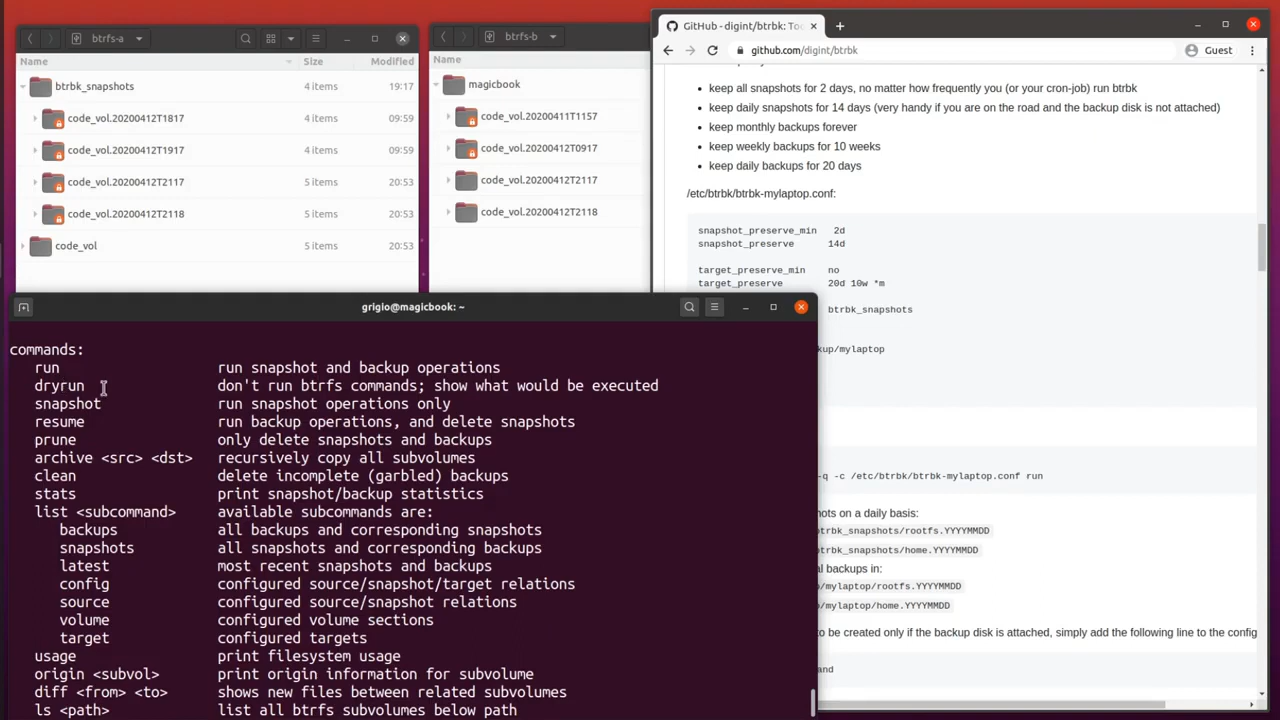 btrfs-a
Name Size Modified
btrbk_snapshots 4 items 19:17
code_vol.20200412T1817 4 items 09:59
code_vol.20200412T1917 4 items 09:59
code_vol.20200412T2117 5 items 20:53
code_vol.20200412T2118 5 items 20:53
code_vol 5 items 20:53
btrfs-b
Name
magicbook
code_vol.20200411T1157
code_vol.20200412T0917
code_vol.20200412T2117
code_vol.20200412T2118
GitHub - digint/btrbk: Too
github.com/digint/btrbk
Guest
keep all snapshots for 2 days, no matter how frequently you (or your cron-job) run btrbk
keep daily snapshots for 14 days (very handy if you are on the road and the backup disk is not attached)
keep monthly backups forever
keep weekly backups for 10 weeks
keep daily backups for 20 days
/etc/btrbk/btrbk-mylaptop.conf:
snapshot_preserve_min 2d
snapshot_preserve 14d
target_preserve_min no
target_preserve 20d 10w *m
btrbk_snapshots
up/mylaptop
-q -c /etc/btrbk/btrbk-mylaptop.conf run
ots on a daily basis:
trbk_snapshots/rootfs.YYYYMMDD
trbk_snapshots/home.YYYYMMDD
al backups in:
/mylaptop/rootfs.YYYYMMDD
/mylaptop/home.YYYYMMDD
to be created only if the backup disk is attached, simply add the following line to the config
and
grigio@magicbook: ~
commands:
run run snapshot and backup operations
dryrun don't run btrfs commands; show what would be executed
snapshot run snapshot operations only
resume run backup operations, and delete snapshots
prune only delete snapshots and backups
archive <src> <dst> recursively copy all subvolumes
clean delete incomplete (garbled) backups
stats print snapshot/backup statistics
list <subcommand> available subcommands are:
backups all backups and corresponding snapshots
snapshots all snapshots and corresponding backups
latest most recent snapshots and backups
config configured source/snapshot/target relations
source configured source/snapshot relations
volume configured volume sections
target configured targets
usage print filesystem usage
origin <subvol> print origin information for subvolume
diff <from> <to> shows new files between related subvolumes
ls <path> list all btrfs subvolumes below path